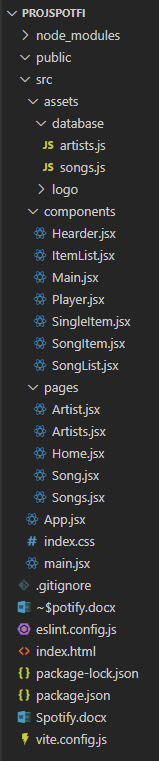 PROJSPOTFI
node_modules
public
src
assets
database
artists.js
songs.js
logo
components
Hearder.jsx
ItemList.jsx
Main.jsx
Player.jsx
SingleItem.jsx
SongItem.jsx
SongList.jsx
pages
Artist.jsx
Artists.jsx
Home.jsx
Song.jsx
Songs.jsx
App.jsx
index.css
main.jsx
.gitignore
~$potify.docx
eslint.config.js
index.html
package-lock.json
package.json
Spotify.docx
vite.config.js